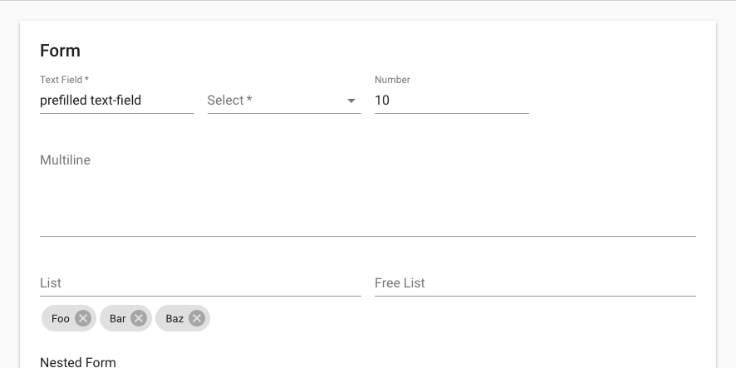 Form
Text Field *
Number
prefilled text-field
Select *
10
Multiline
List
Free List
Foo
Bar
Baz
Nested Form